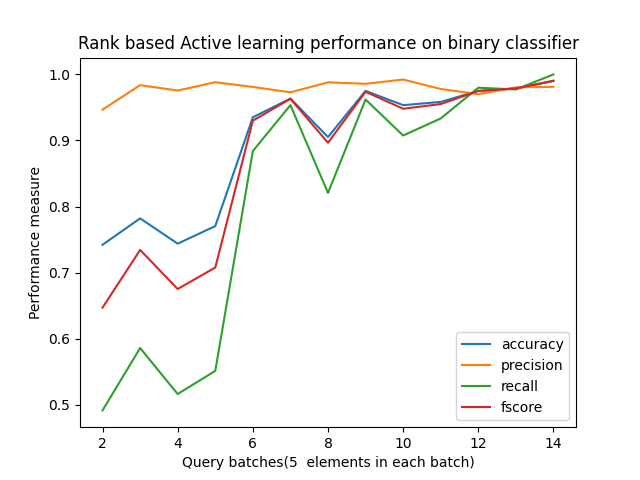 Rank based Active learning performance on binary classifier
1.0
0.9
0.8
0.7
0.6
0.5
Performance measure
2 4 6 8 10 12 14
Query batches(5  elements in each batch)
accuracy
precision
recall
fscore